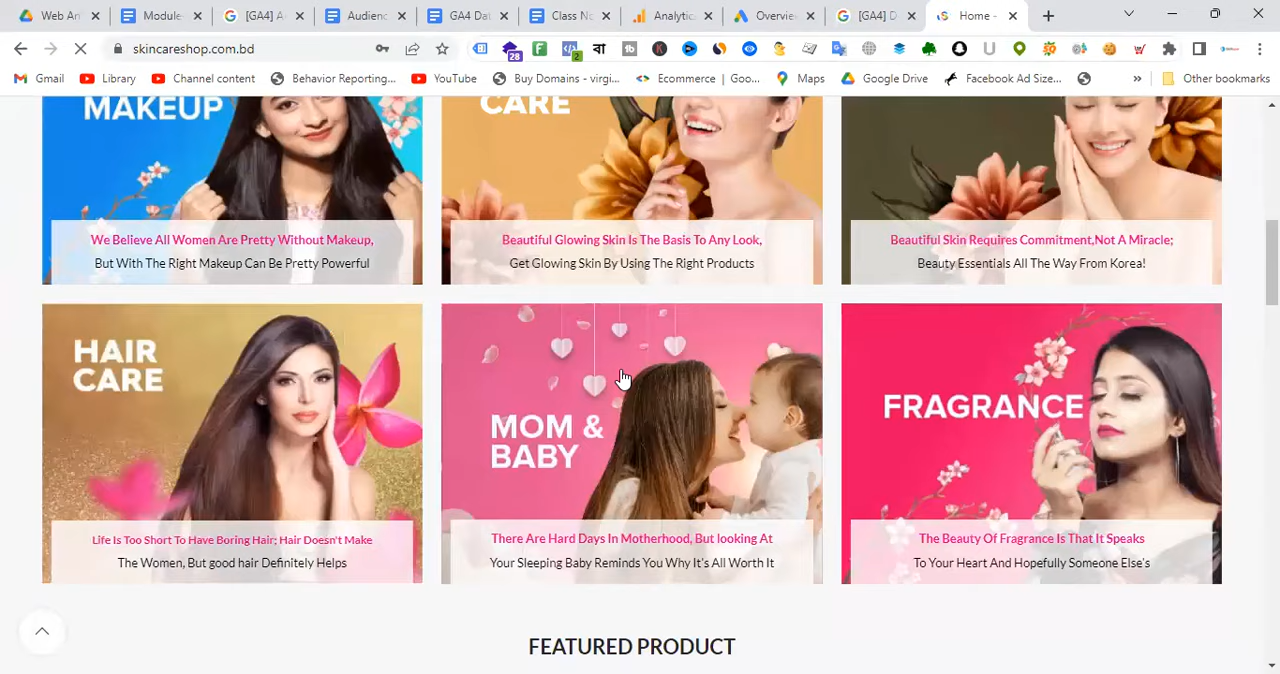 Web An
Module
[GA4] A
Audienc
GA4 Dat
Class No
Analytic
Overvie
[GA4] D
Home -
skincareshop.com.bd
28
2
বা
Gmail
Library
Channel content
Behavior Reporting...
YouTube
Buy Domains - virgi...
Ecommerce | Goo...
Maps
Google Drive
Facebook Ad Size...
»
Other bookmarks
MAKEUP
CARE
We Believe All Women Are Pretty Without Makeup,
But With The Right Makeup Can Be Pretty Powerful
Beautiful Glowing Skin Is The Basis To Any Look,
Get Glowing Skin By Using The Right Products
Beautiful Skin Requires Commitment,Not A Miracle;
Beauty Essentials All The Way From Korea!
HAIR
CARE
MOM &
BABY
FRAGRANCE
Life Is Too Short To Have Boring Hair; Hair Doesn't Make
The Women, But good hair Definitely Helps
There Are Hard Days In Motherhood, But looking At
Your Sleeping Baby Reminds You Why It's All Worth It
The Beauty Of Fragrance Is That It Speaks
To Your Heart And Hopefully Someone Else's
FEATURED PRODUCT